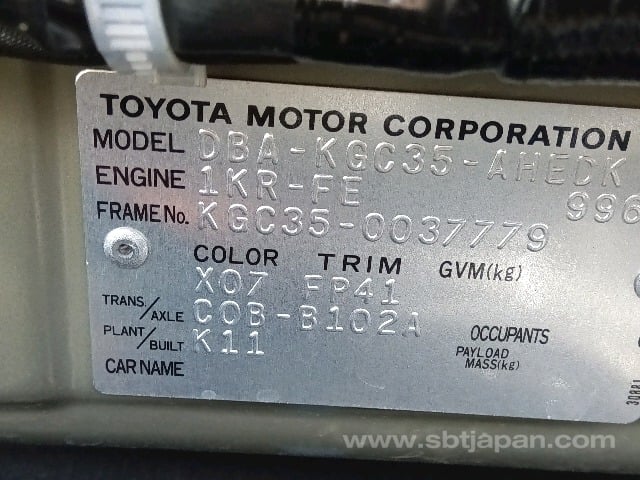 TOYOTA MOTOR CORPORATION
MODEL DBA-KGC35-AHEDK
ENGINE 1KR-FE 996
FRAME No. KGC35-0037779
COLOR TRIM GVM(kg)
X07 FP41
TRANS./AXLE C0B-B102A
PLANT/BUILT K11
OCCUPANTS
PAYLOAD MASS(kg)
CAR NAME
www.sbtjapan.com